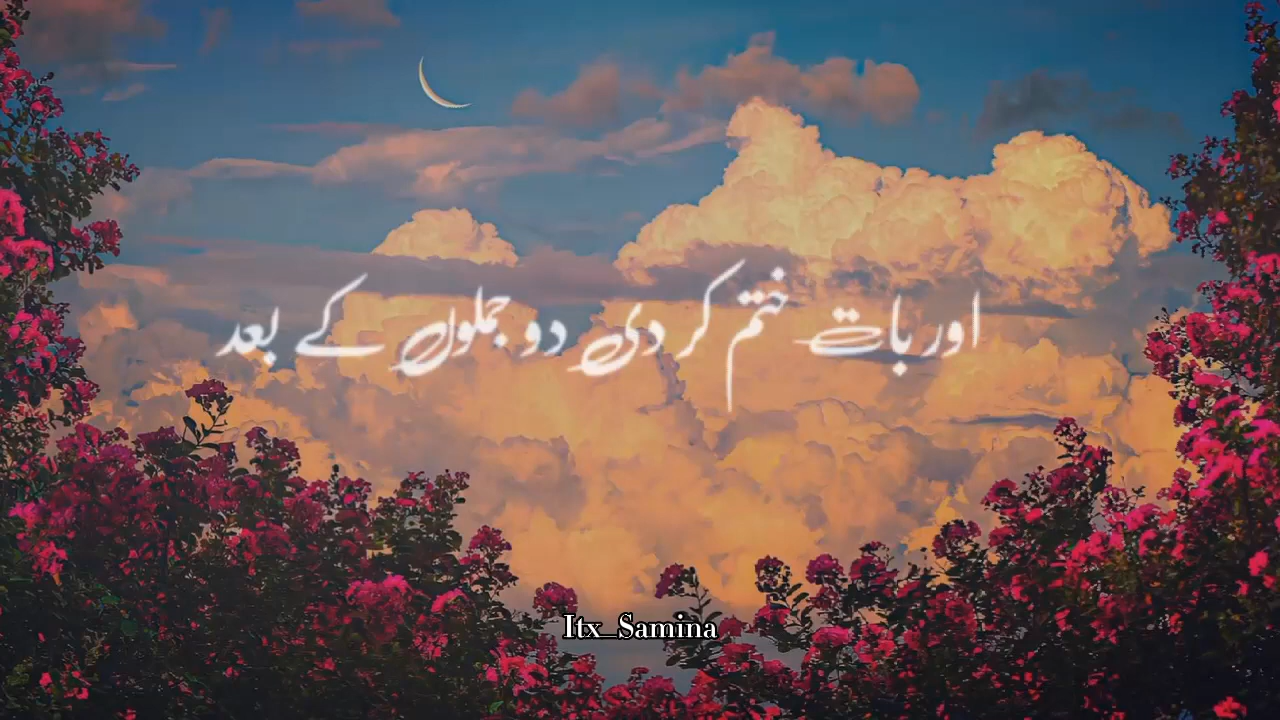 اور بات ختم کر دی دو جملوں کے بعد
Itx_Samina